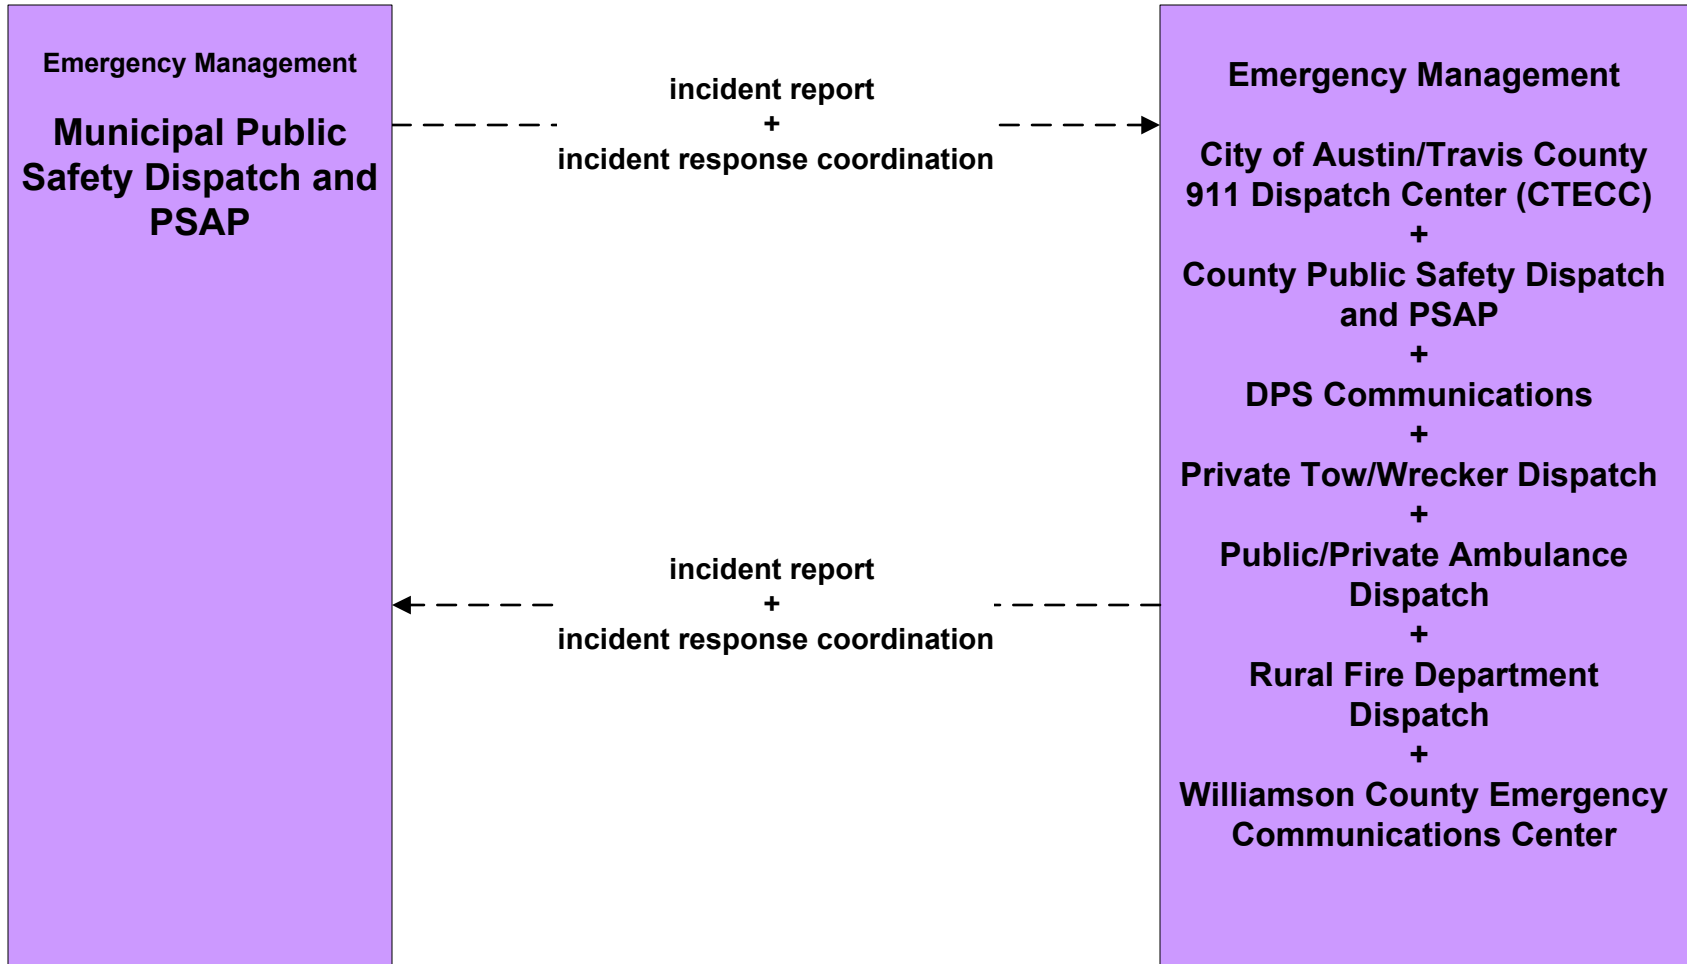 Emergency Management
Municipal Public
Safety Dispatch and
PSAP
incident report
+
incident response coordination
incident report
+
incident response coordination
Emergency Management
City of Austin/Travis County
911 Dispatch Center (CTECC)
+
County Public Safety Dispatch
and PSAP
+
DPS Communications
+
Private Tow/Wrecker Dispatch
+
Public/Private Ambulance
Dispatch
+
Rural Fire Department
Dispatch
+
Williamson County Emergency
Communications Center